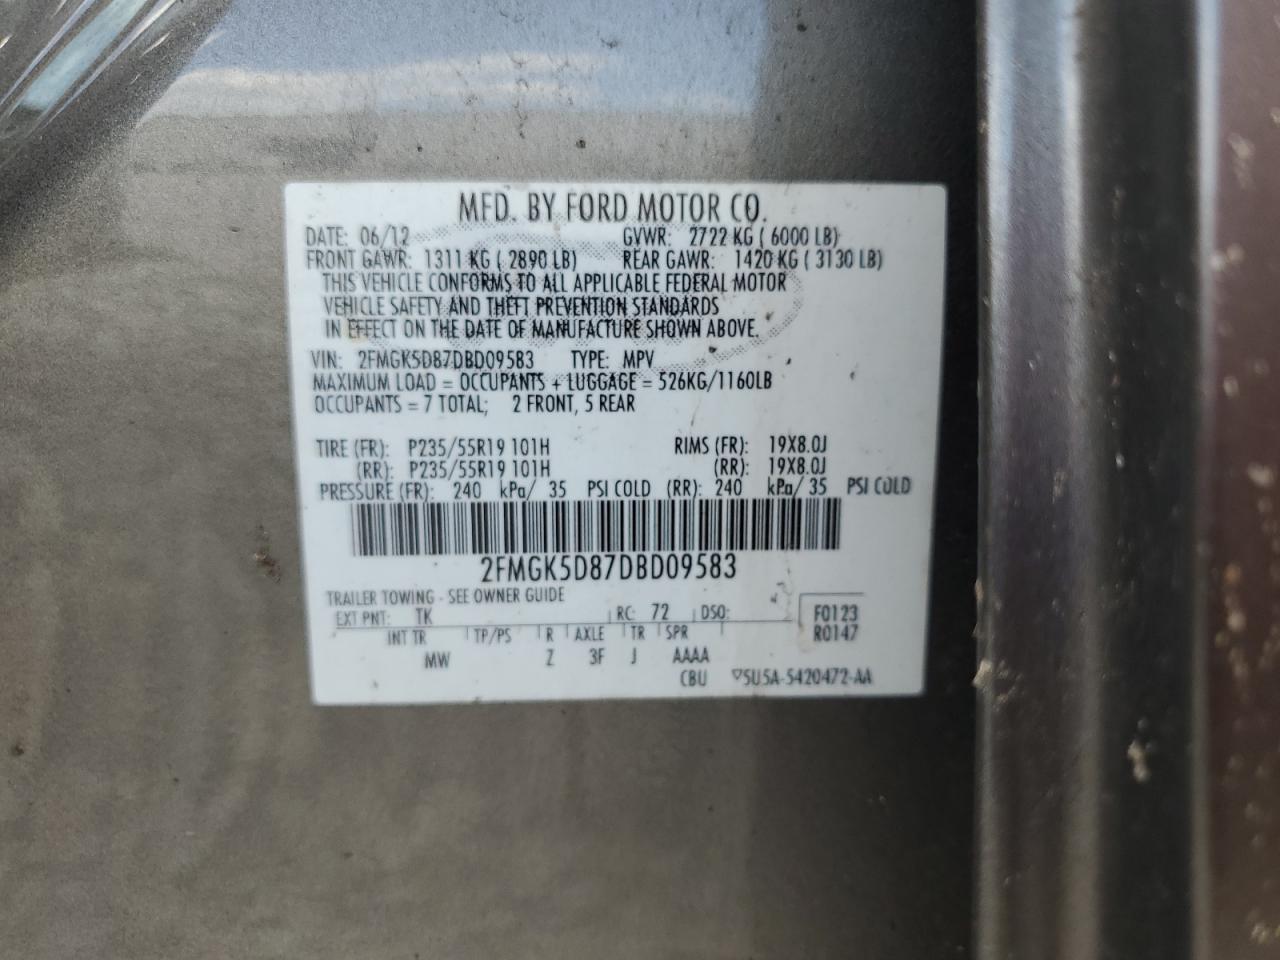 MFD. BY FORD MOTOR CO.
DATE: 06/12 GVWR: 2722 KG ( 6000 LB)
FRONT GAWR: 1311 KG ( 2890 LB) REAR GAWR: 1420 KG ( 3130 LB)
THIS VEHICLE CONFORMS TO ALL APPLICABLE FEDERAL MOTOR
VEHICLE SAFETY AND THEFT PREVENTION STANDARDS
IN EFFECT ON THE DATE OF MANUFACTURE SHOWN ABOVE.
VIN: 2FMGK5D87DBD09583 TYPE: MPV
MAXIMUM LOAD = OCCUPANTS + LUGGAGE = 526KG/1160LB
OCCUPANTS = 7 TOTAL; 2 FRONT, 5 REAR
TIRE (FR): P235/55R19 101H RIMS (FR): 19X8.0J
(RR): P235/55R19 101H (RR): 19X8.0J
PRESSURE (FR): 240 kPa/ 35 PSI COLD (RR): 240 kPa/ 35 PSI COLD
2FMGK5D87DBD09583
TRAILER TOWING - SEE OWNER GUIDE
EXT PNT: TK RC: 72 DSO: F0123
INT TR TP/PS R AXLE TR SPR R0147
MW Z 3F J AAAA
CBU ▽5U5A-5420472-AA